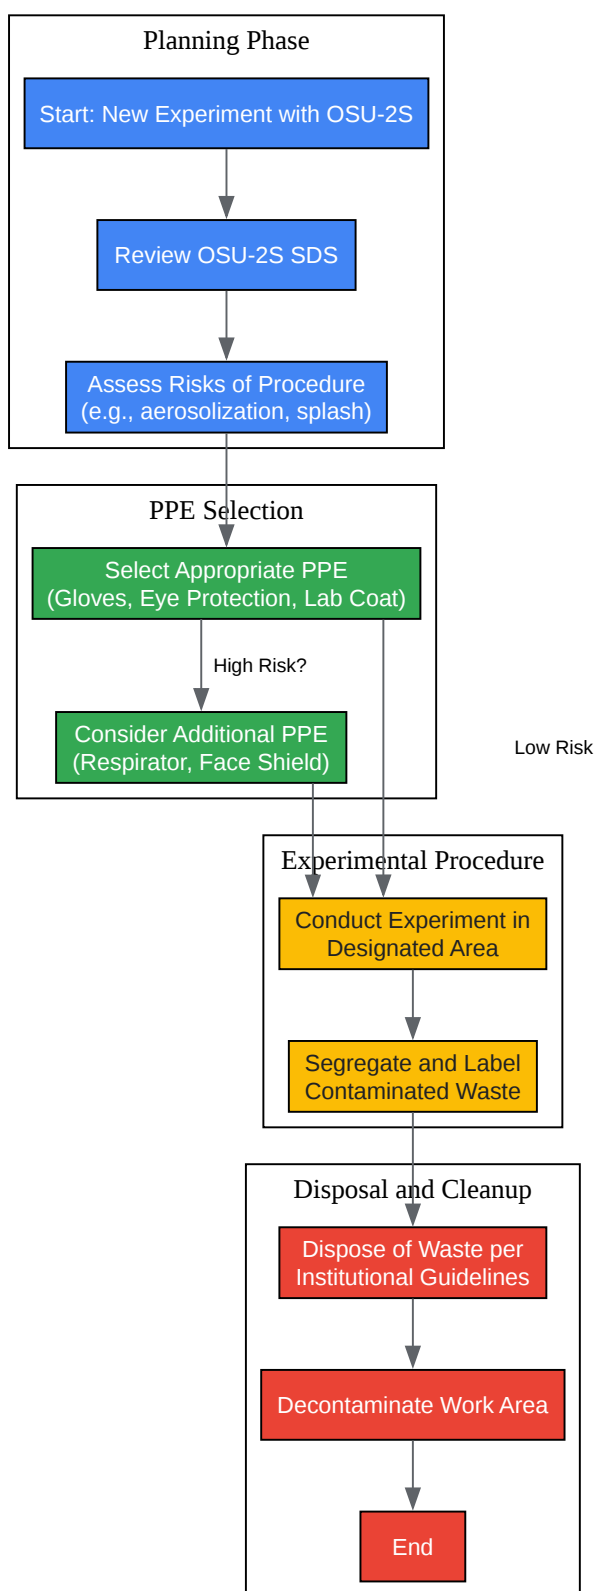 Planning Phase
Start: New Experiment with OSU-2S
Review OSU-2S SDS
Assess Risks of Procedure
(e.g., aerosolization, splash)
PPE Selection
Select Appropriate PPE
(Gloves, Eye Protection, Lab Coat)
High Risk?
Consider Additional PPE
(Respirator, Face Shield)
Low Risk
Experimental Procedure
Conduct Experiment in
Designated Area
Segregate and Label
Contaminated Waste
Disposal and Cleanup
Dispose of Waste per
Institutional Guidelines
Decontaminate Work Area
End